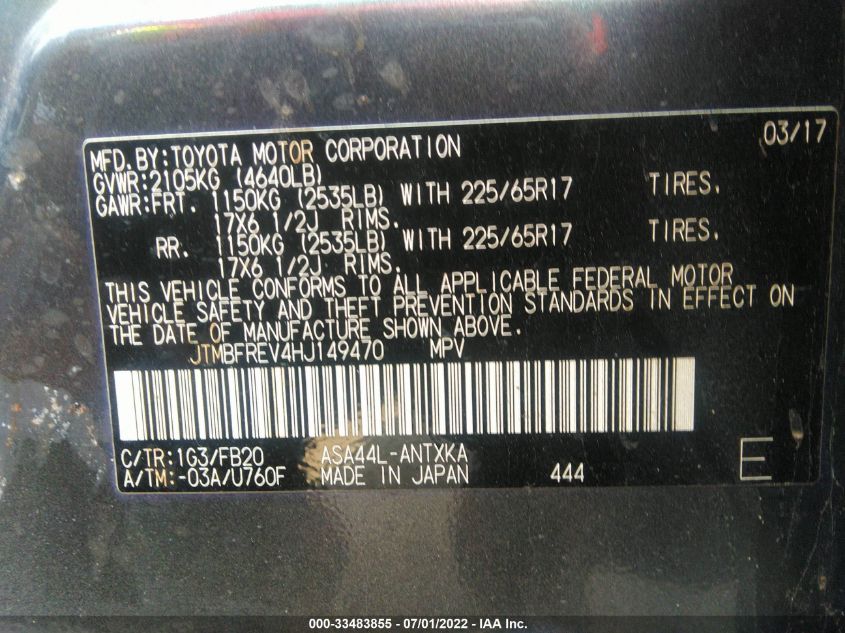 03/17
MFD.BY:TOYOTA MOTOR CORPORATION
GVWR:2105KG (4640LB)
GAWR:FRT. 1150KG (2535LB) WITH 225/65R17 TIRES.
17X6 1/2J RIMS.
RR. 1150KG (2535LB) WITH 225/65R17 TIRES.
17X6 1/2J RIMS.
THIS VEHICLE CONFORMS TO ALL APPLICABLE FEDERAL MOTOR
VEHICLE SAFETY AND THEFT PREVENTION STANDARDS IN EFFECT ON
THE DATE OF MANUFACTURE SHOWN ABOVE.
JTMBFREV4HJ149470 MPV
C/TR:1G3/FB20 ASA44L-ANTXKA
A/TM:-03A/U760F MADE IN JAPAN 444 E
000-33483855 - 07/01/2022 - IAA Inc.